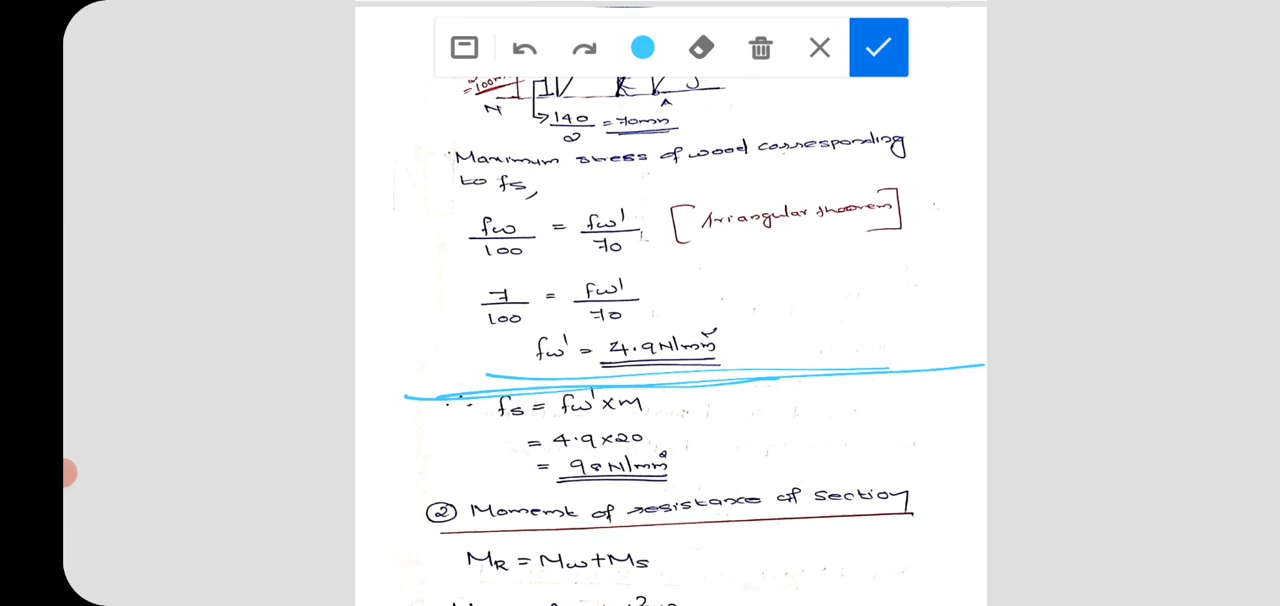 =100m
N A
140/2 = 70mm
Maximum stress of wood corresponding
to fs,
fw/100 = fw'/70 [triangular theorem]
7/100 = fw'/70
fw' = 4.9 N/mm²
∴ fs = fw' x m
= 4.9 x 20
= 98 N/mm²
② Moment of resistance of section
MR = Mw + Ms